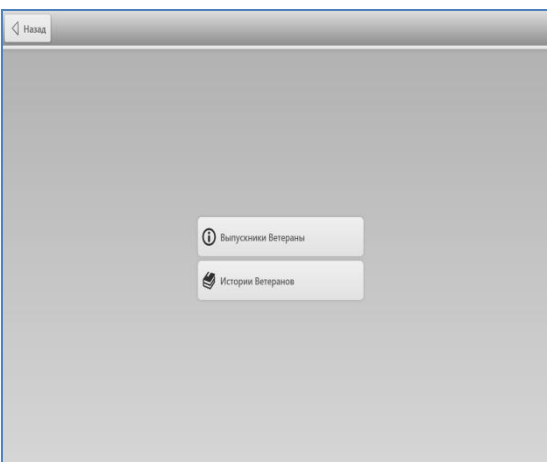 Назад
Выпускники Ветераны
Истории Ветеранов